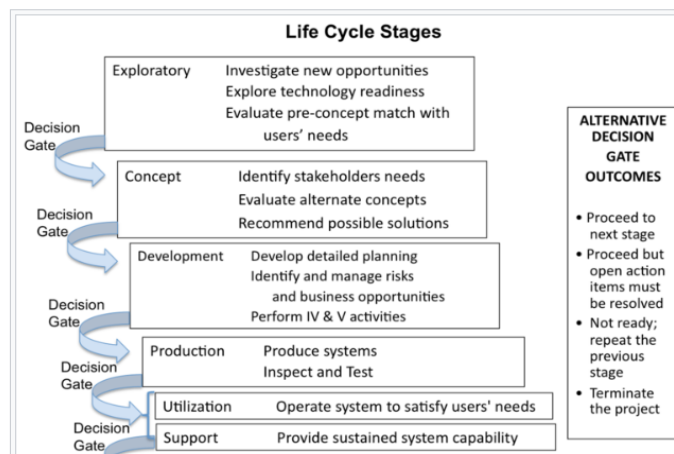 Life Cycle Stages
Exploratory Investigate new opportunities
Explore technology readiness
Evaluate pre-concept match with
users' needs
Decision
Gate
Concept Identify stakeholders needs
Evaluate alternate concepts
Recommend possible solutions
Decision
Gate
Development Develop detailed planning
Identify and manage risks
and business opportunities
Perform IV & V activities
Decision
Gate
Production Produce systems
Inspect and Test
Decision
Gate
Utilization Operate system to satisfy users' needs
Support Provide sustained system capability
Decision
Gate
ALTERNATIVE
DECISION
GATE
OUTCOMES
• Proceed to
next stage
• Proceed but
open action
items must
be resolved
• Not ready;
repeat the
previous
stage
• Terminate
the project